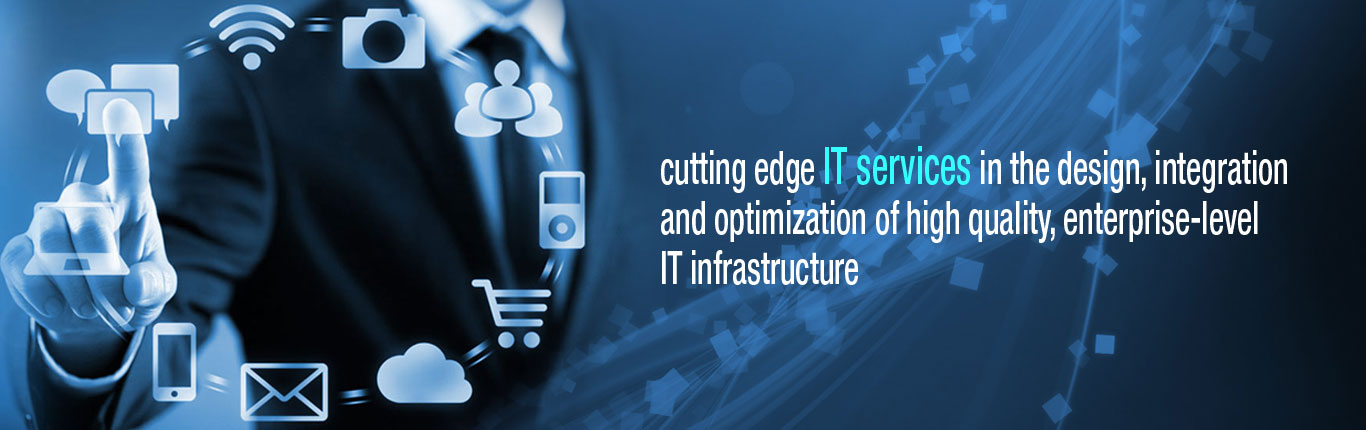 cutting edge IT services in the design, integration
and optimization of high quality, enterprise-level
IT infrastructure